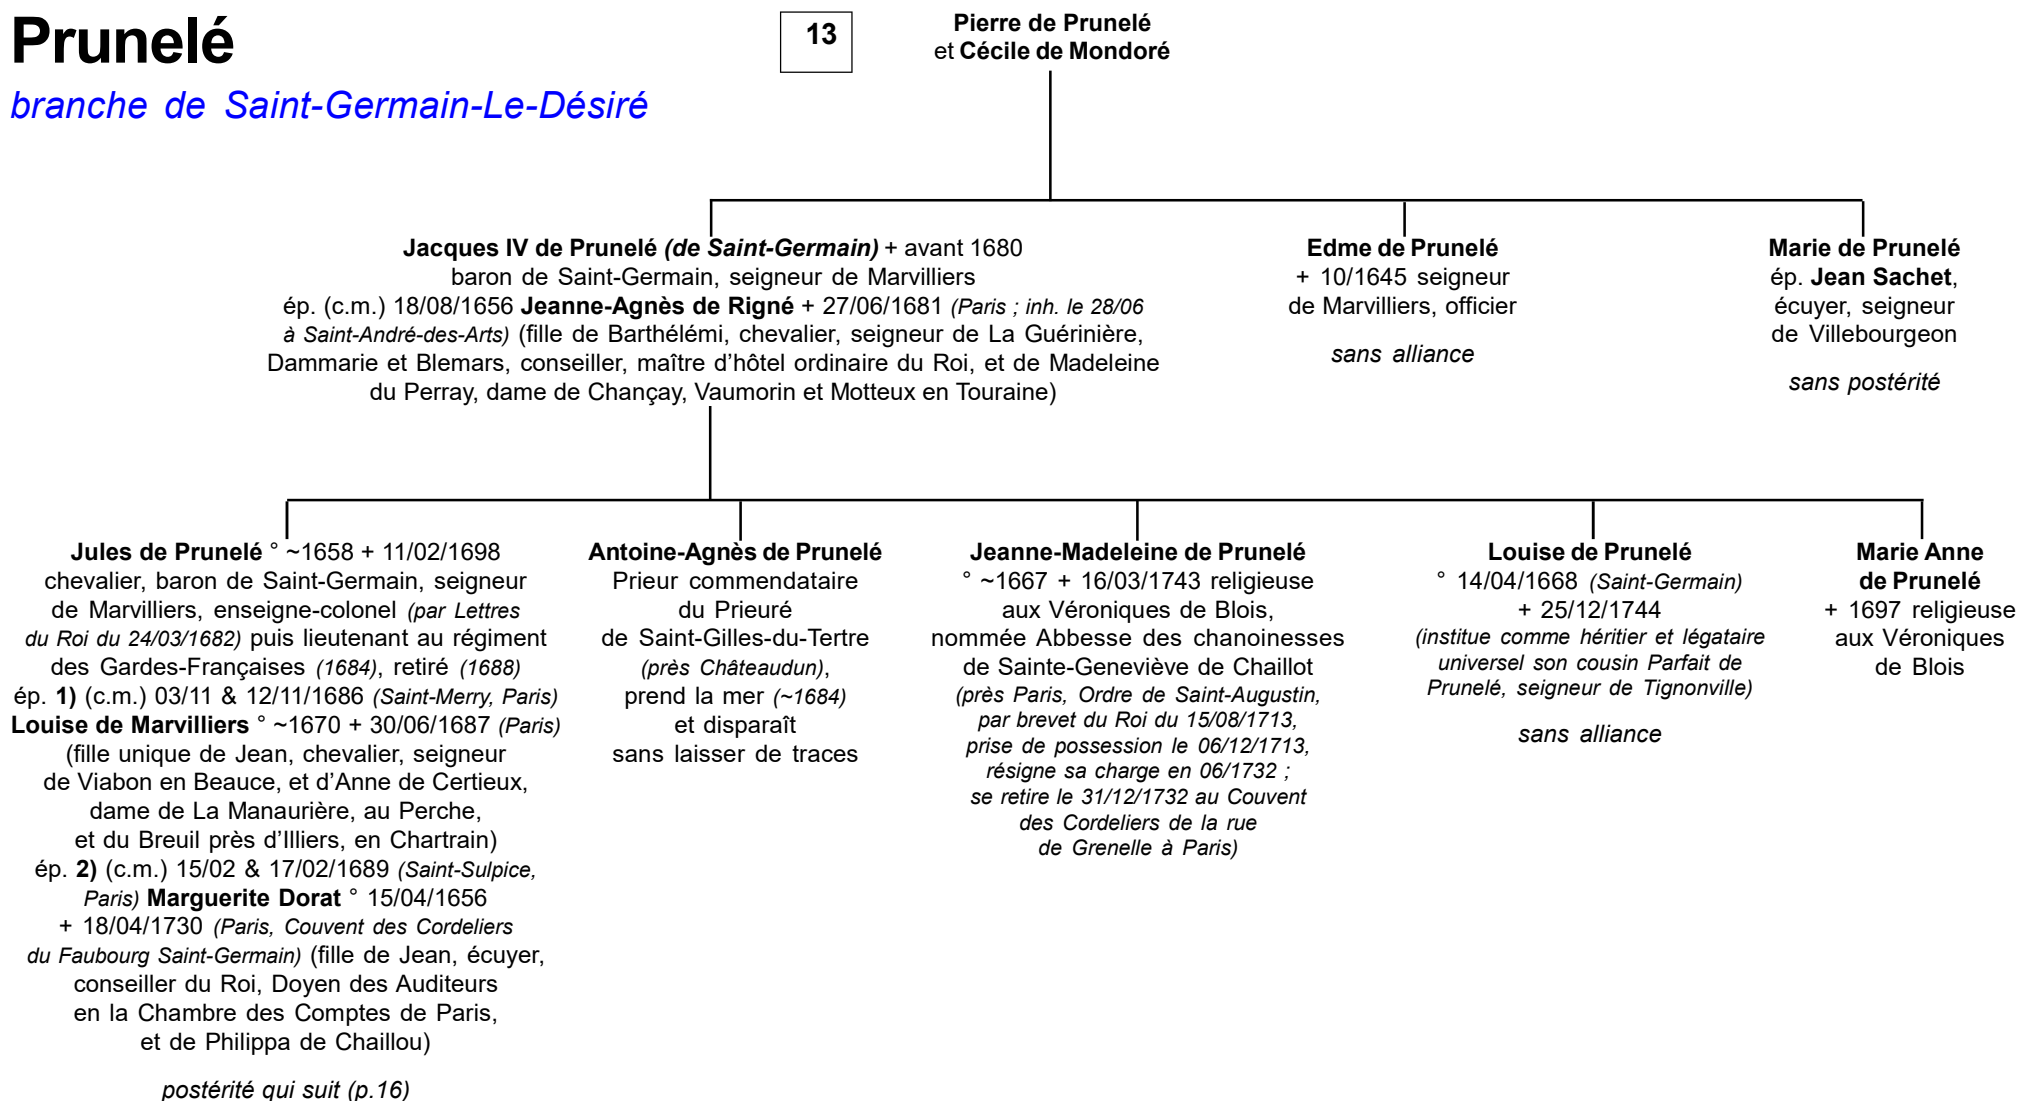 Prunelé
branche de Saint-Germain-Le-Désiré
13
Pierre de Prunelé
et Cécile de Mondoré
Jacques IV de Prunelé (de Saint-Germain) + avant 1680
baron de Saint-Germain, seigneur de Marvilliers
ép. (c.m.) 18/08/1656 Jeanne-Agnès de Rigné + 27/06/1681 (Paris ; inh. le 28/06
à Saint-André-des-Arts) (fille de Barthélémi, chevalier, seigneur de La Guérinière,
Dammarie et Blemars, conseiller, maître d'hôtel ordinaire du Roi, et de Madeleine
du Perray, dame de Chançay, Vaumorin et Motteux en Touraine)
Edme de Prunelé
+ 10/1645 seigneur
de Marvilliers, officier
sans alliance
Marie de Prunelé
ép. Jean Sachet,
écuyer, seigneur
de Villebourgeon
sans postérité
Jules de Prunelé ° ~1658 + 11/02/1698
chevalier, baron de Saint-Germain, seigneur
de Marvilliers, enseigne-colonel (par Lettres
du Roi du 24/03/1682) puis lieutenant au régiment
des Gardes-Françaises (1684), retiré (1688)
ép. 1) (c.m.) 03/11 & 12/11/1686 (Saint-Merry, Paris)
Louise de Marvilliers ° ~1670 + 30/06/1687 (Paris)
(fille unique de Jean, chevalier, seigneur
de Viabon en Beauce, et d'Anne de Certieux,
dame de La Manaurière, au Perche,
et du Breuil près d'Illiers, en Chartrain)
ép. 2) (c.m.) 15/02 & 17/02/1689 (Saint-Sulpice,
Paris) Marguerite Dorat ° 15/04/1656
+ 18/04/1730 (Paris, Couvent des Cordeliers
du Faubourg Saint-Germain) (fille de Jean, écuyer,
conseiller du Roi, Doyen des Auditeurs
en la Chambre des Comptes de Paris,
et de Philippa de Chaillou)
postérité qui suit (p.16)
Antoine-Agnès de Prunelé
Prieur commendataire
du Prieuré
de Saint-Gilles-du-Tertre
(près Châteaudun),
prend la mer (~1684)
et disparaît
sans laisser de traces
Jeanne-Madeleine de Prunelé
° ~1667 + 16/03/1743 religieuse
aux Véroniques de Blois,
nommée Abbesse des chanoinesses
de Sainte-Geneviève de Chaillot
(près Paris, Ordre de Saint-Augustin,
par brevet du Roi du 15/08/1713,
prise de possession le 06/12/1713,
résigne sa charge en 06/1732 ;
se retire le 31/12/1732 au Couvent
des Cordeliers de la rue
de Grenelle à Paris)
Louise de Prunelé
° 14/04/1668 (Saint-Germain)
+ 25/12/1744
(institue comme héritier et légataire
universel son cousin Parfait de
Prunelé, seigneur de Tignonville)
sans alliance
Marie Anne
de Prunelé
+ 1697 religieuse
aux Véroniques
de Blois